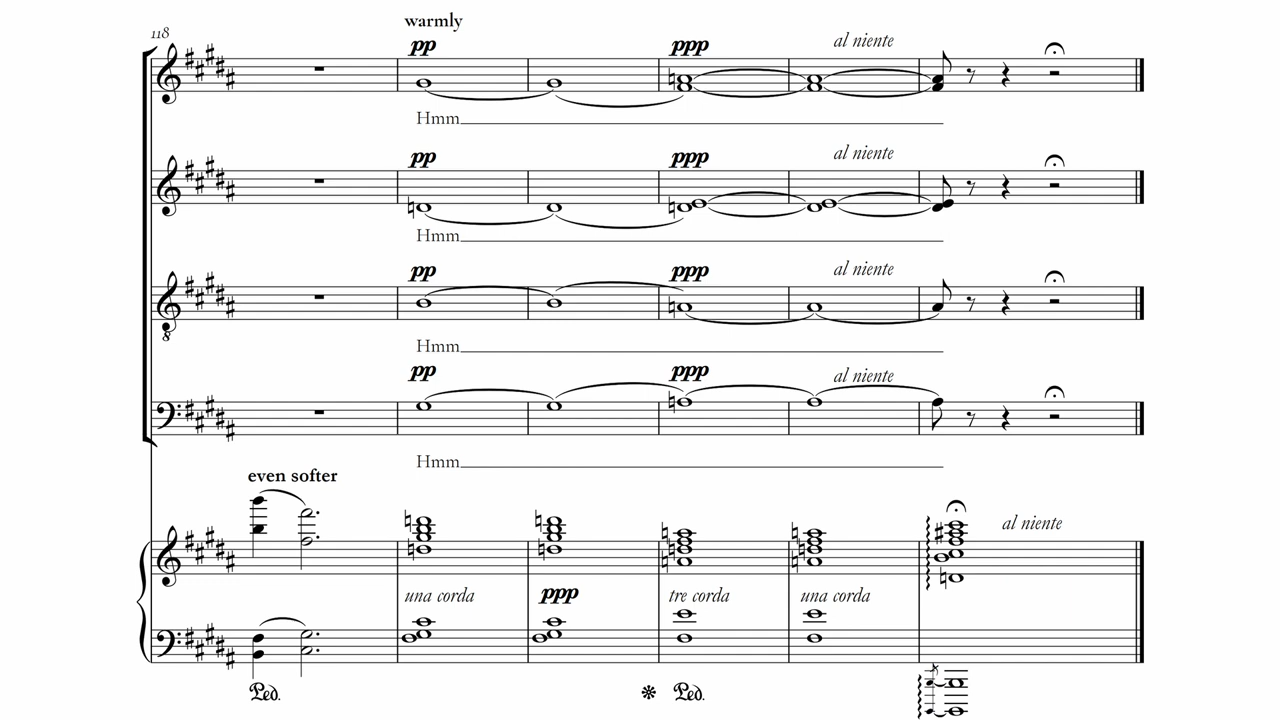 118
warmly
pp ppp al niente
Hmm
pp ppp al niente
Hmm
pp ppp al niente
8
Hmm
pp ppp al niente
Hmm
even softer
al niente
una corda ppp tre corda una corda
Ped. Ped.